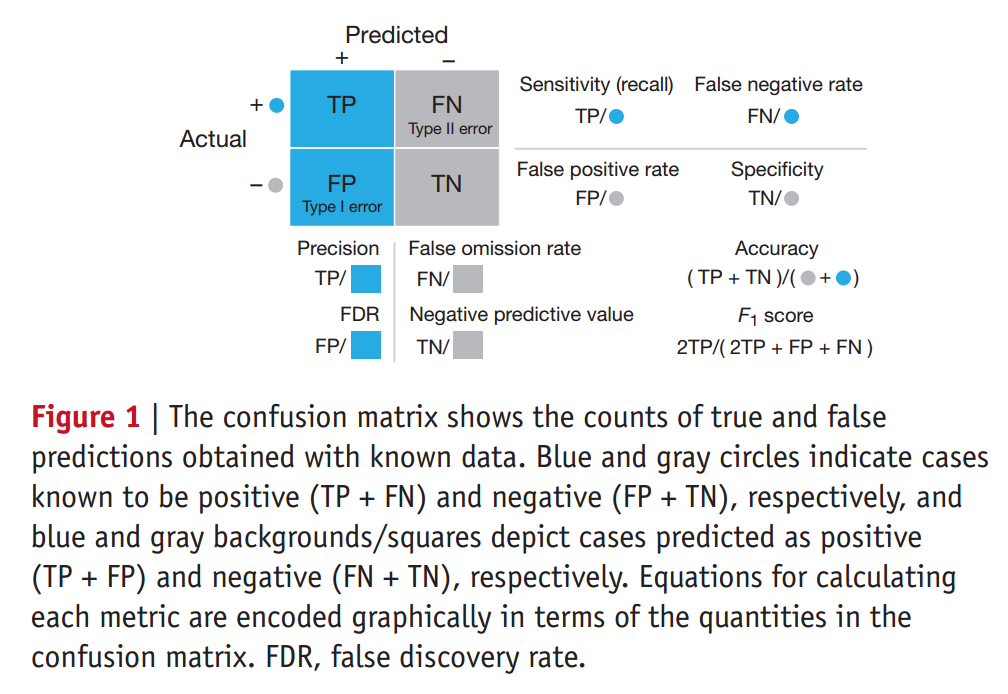 Predicted
+ –
+ TP FN Sensitivity (recall) False negative rate
Type II error TP/ FN/
Actual
– FP TN False positive rate Specificity
Type I error FP/ TN/
Precision False omission rate Accuracy
TP/ FN/ ( TP + TN )/( + )
FDR Negative predictive value F1 score
FP/ TN/ 2TP/( 2TP + FP + FN )
Figure 1 | The confusion matrix shows the counts of true and false
predictions obtained with known data. Blue and gray circles indicate cases
known to be positive (TP + FN) and negative (FP + TN), respectively, and
blue and gray backgrounds/squares depict cases predicted as positive
(TP + FP) and negative (FN + TN), respectively. Equations for calculating
each metric are encoded graphically in terms of the quantities in the
confusion matrix. FDR, false discovery rate.